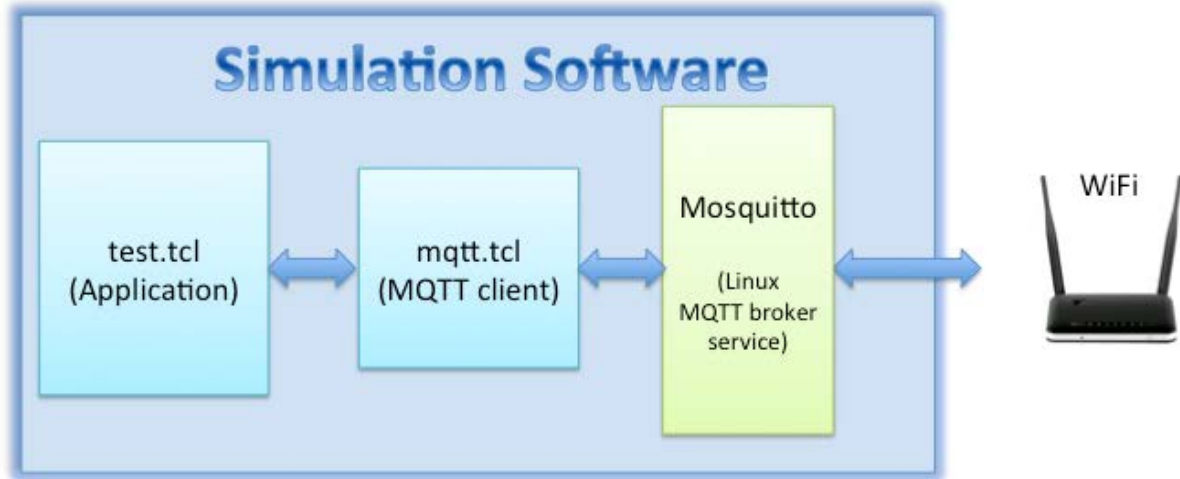 Simulation Software
test.tcl
(Application)
mqtt.tcl
(MQTT client)
Mosquitto
(Linux
MQTT broker
service)
WiFi